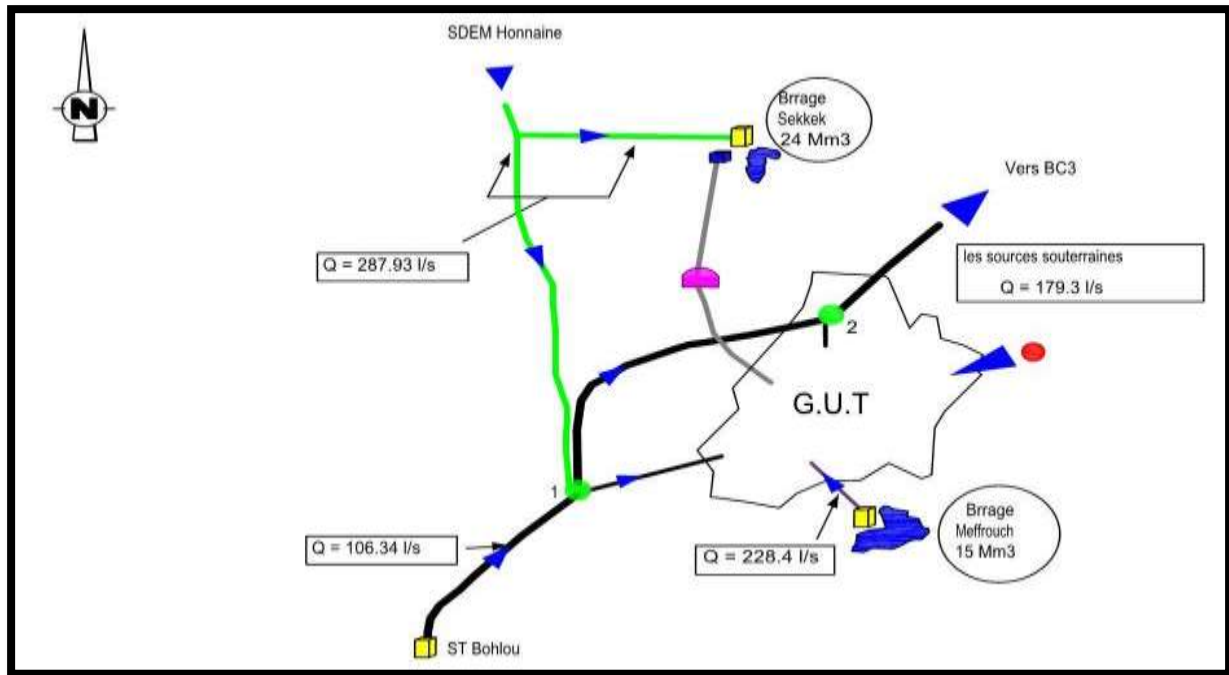 SDEM Honnaine
N
Brrage
Sekkek
24 Mm3
Vers BC3
Q = 287.93 l/s
les sources souterraines
Q = 179.3 l/s
2
G.U.T
1
Q = 106.34 l/s
Q = 228.4 l/s
Brrage
Meffrouch
15 Mm3
ST Bohlou